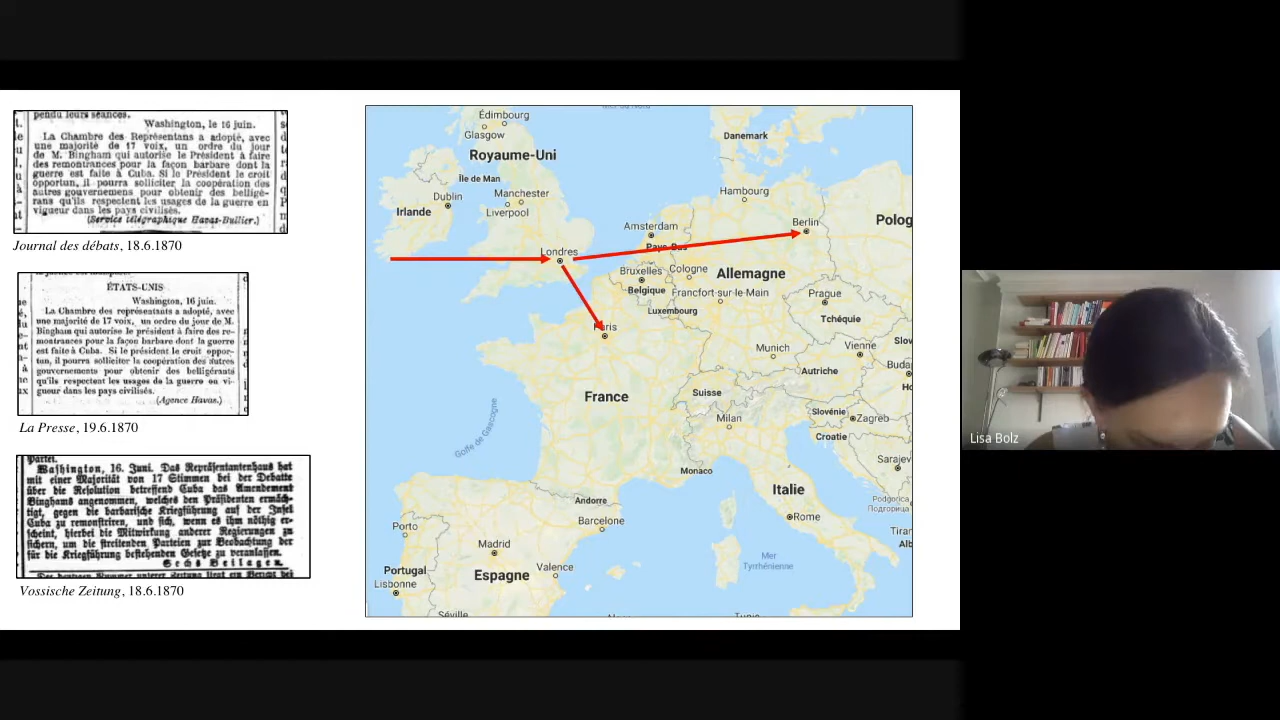 pendu leurs séances.
Washington, le 16 juin.
La Chambre des Représentans a adopté, avec
une majorité de 17 voix, un ordre du jour
de M. Bingham qui autorise le Président à faire
des remontrances pour la façon barbare dont la
guerre est faite à Cuba. Si le Président le croit
opportun, il pourra solliciter la coopération des
autres gouvernemens pour obtenir des belligé-
rans qu'ils respectent les usages de la guerre en
vigueur dans les pays civilisés.
(Service télégraphique Havas-Bullier.)
Journal des débats, 18.6.1870
ÉTATS-UNIS
Washington, 16 juin.
La Chambre des représentants a adopté, avec
une majorité de 17 voix, un ordre du jour de M.
Bingham qui autorise le président à faire des re-
montrances pour la façon barbare dont la guerre
est faite à Cuba. Si le président le croit oppor-
tun, il pourra solliciter la coopération des autres
gouvernements pour obtenir des belligérants
qu'ils respectent les usages de la guerre en vi-
gueur dans les pays civilisés.
(Agence Havas.)
La Presse, 19.6.1870
Partei.
Washington, 16. Juni. Das Repräsentantenhaus hat
mit einer Majorität von 17 Stimmen bei der Debatte
über die Resolution betreffend Cuba das Amendement
Binghams angenommen, welches den Präsidenten ermäch-
tigt, gegen die barbarische Kriegführung auf der Insel
Cuba zu remonstriren, und sich, wenn es ihm nöthig er-
scheint, hierbei die Mitwirkung anderer Regierungen zu
sichern, um die streitenden Parteien zur Beobachtung der
für die Kriegführung bestehenden Gesetze zu veranlassen.
Sechs Beilagen.
Vossische Zeitung, 18.6.1870
Édimbourg
Glasgow
Danemark
Royaume-Uni
Île de Man
Manchester
Hambourg
Dublin
Liverpool
Irlande
Amsterdam
Berlin
Polog
Pays-Bas
Londres
Bruxelles
Cologne
Allemagne
Belgique
Francfort-sur-le-Main
Prague
Luxembourg
Tchéquie
Paris
Munich
Vienne
Slov
Autriche
Buda
France
Suisse
Ho
Slovénie
Zagreb
Milan
Croatie
Golfe de Gascogne
Sarajev
Monaco
Italie
Andorre
Podgorica
Подгорица
Porto
Barcelone
Rome
Tiran
Alb
Madrid
Mer
Tyrrhénienne
Portugal
Espagne
Valence
Lisbonne
Séville
Lisa Bolz